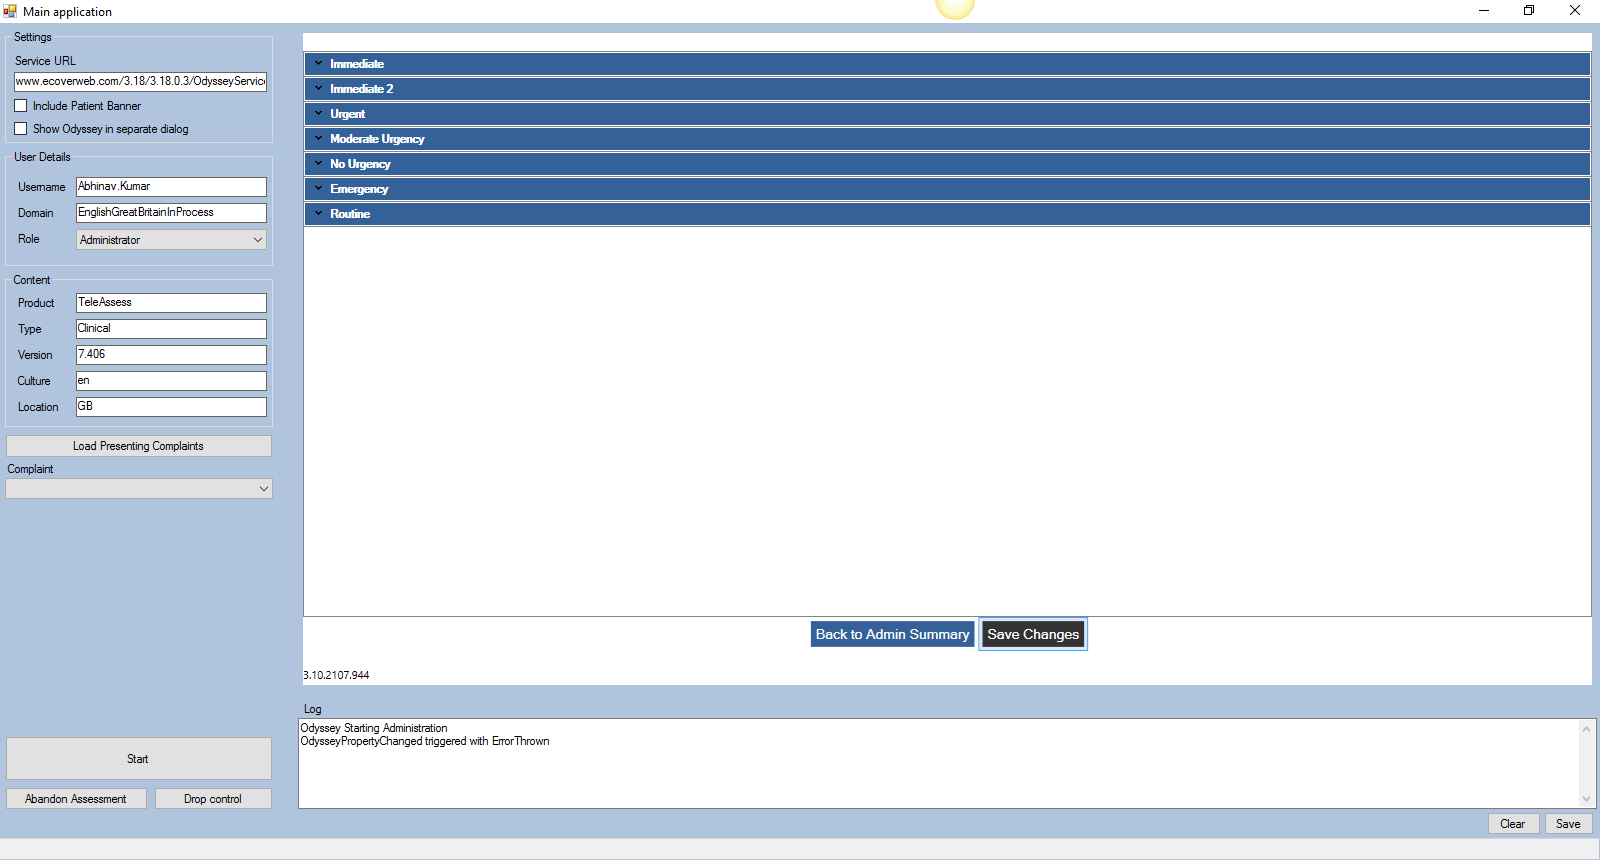 Main application
Settings
Service URL
www.ecoverweb.com/3.18/3.18.0.3/OdysseyService
Include Patient Banner
Show Odyssey in separate dialog
User Details
Username Abhinav.Kumar
Domain EnglishGreatBritainInProcess
Role Administrator
Content
Product TeleAssess
Type Clinical
Version 7.406
Culture en
Location GB
Load Presenting Complaints
Complaint
Start
Abandon Assessment Drop control
Immediate
Immediate 2
Urgent
Moderate Urgency
No Urgency
Emergency
Routine
Back to Admin Summary Save Changes
3.10.2107.944
Log
Odyssey Starting Administration
OdysseyPropertyChanged triggered with ErrorThrown
Clear Save